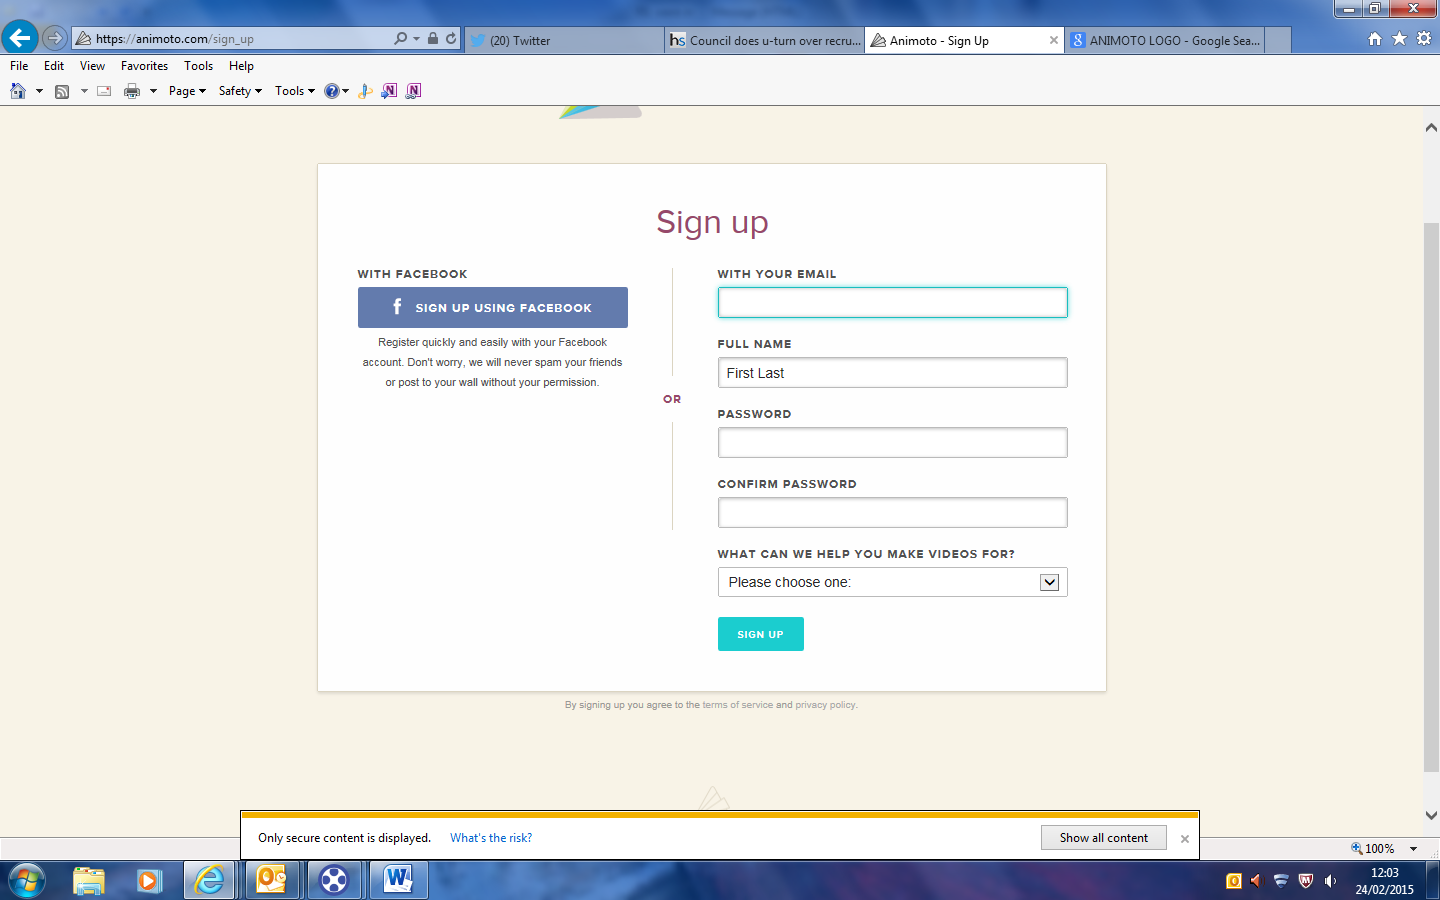 https://animoto.com/sign_up
(20) Twitter
hs Council does u-turn over recru...
Animoto - Sign Up
ANIMOTO LOGO - Google Sea...
File Edit View Favorites Tools Help
Page Safety Tools
Sign up
WITH FACEBOOK
f SIGN UP USING FACEBOOK
Register quickly and easily with your Facebook
account. Don't worry, we will never spam your friends
or post to your wall without your permission.
OR
WITH YOUR EMAIL
FULL NAME
First Last
PASSWORD
CONFIRM PASSWORD
WHAT CAN WE HELP YOU MAKE VIDEOS FOR?
Please choose one:
SIGN UP
By signing up you agree to the terms of service and privacy policy.
Only secure content is displayed. What's the risk? Show all content
100%
12:03
24/02/2015